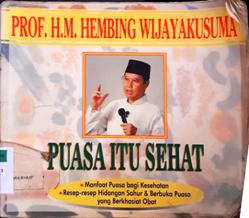 PROF. H.M. HEMBING WIJAYAKUSUMA
PUASA ITU SEHAT
• Manfaat Puasa bagi Kesehatan
• Resep-resep Hidangan Sahur & Berbuka Puasa
yang Berkhasiat Obat